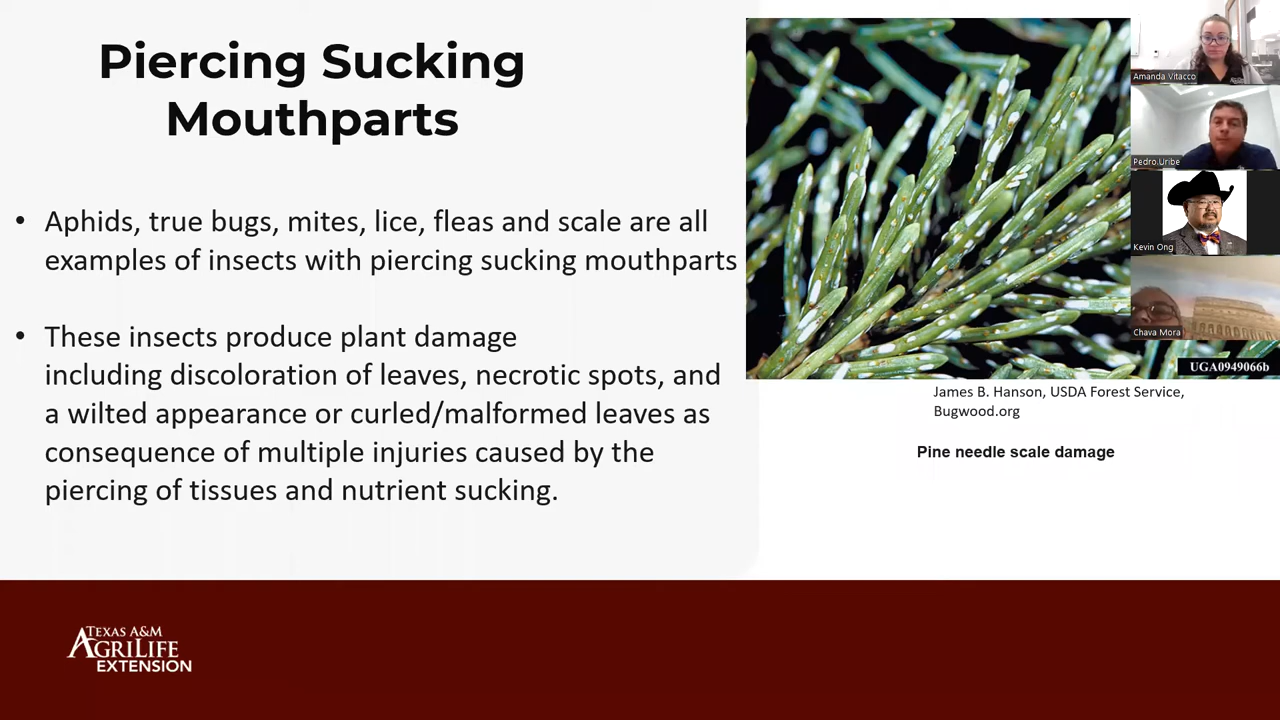 Piercing Sucking
Mouthparts
• Aphids, true bugs, mites, lice, fleas and scale are all
examples of insects with piercing sucking mouthparts
• These insects produce plant damage
including discoloration of leaves, necrotic spots, and
a wilted appearance or curled/malformed leaves as
consequence of multiple injuries caused by the
piercing of tissues and nutrient sucking.
Amanda Vitacco
Pedro Uribe
Kevin Ong
Chava Mora
UGA0949066b
James B. Hanson, USDA Forest Service,
Bugwood.org
Pine needle scale damage
TEXAS A&M
AGRILIFE
EXTENSION